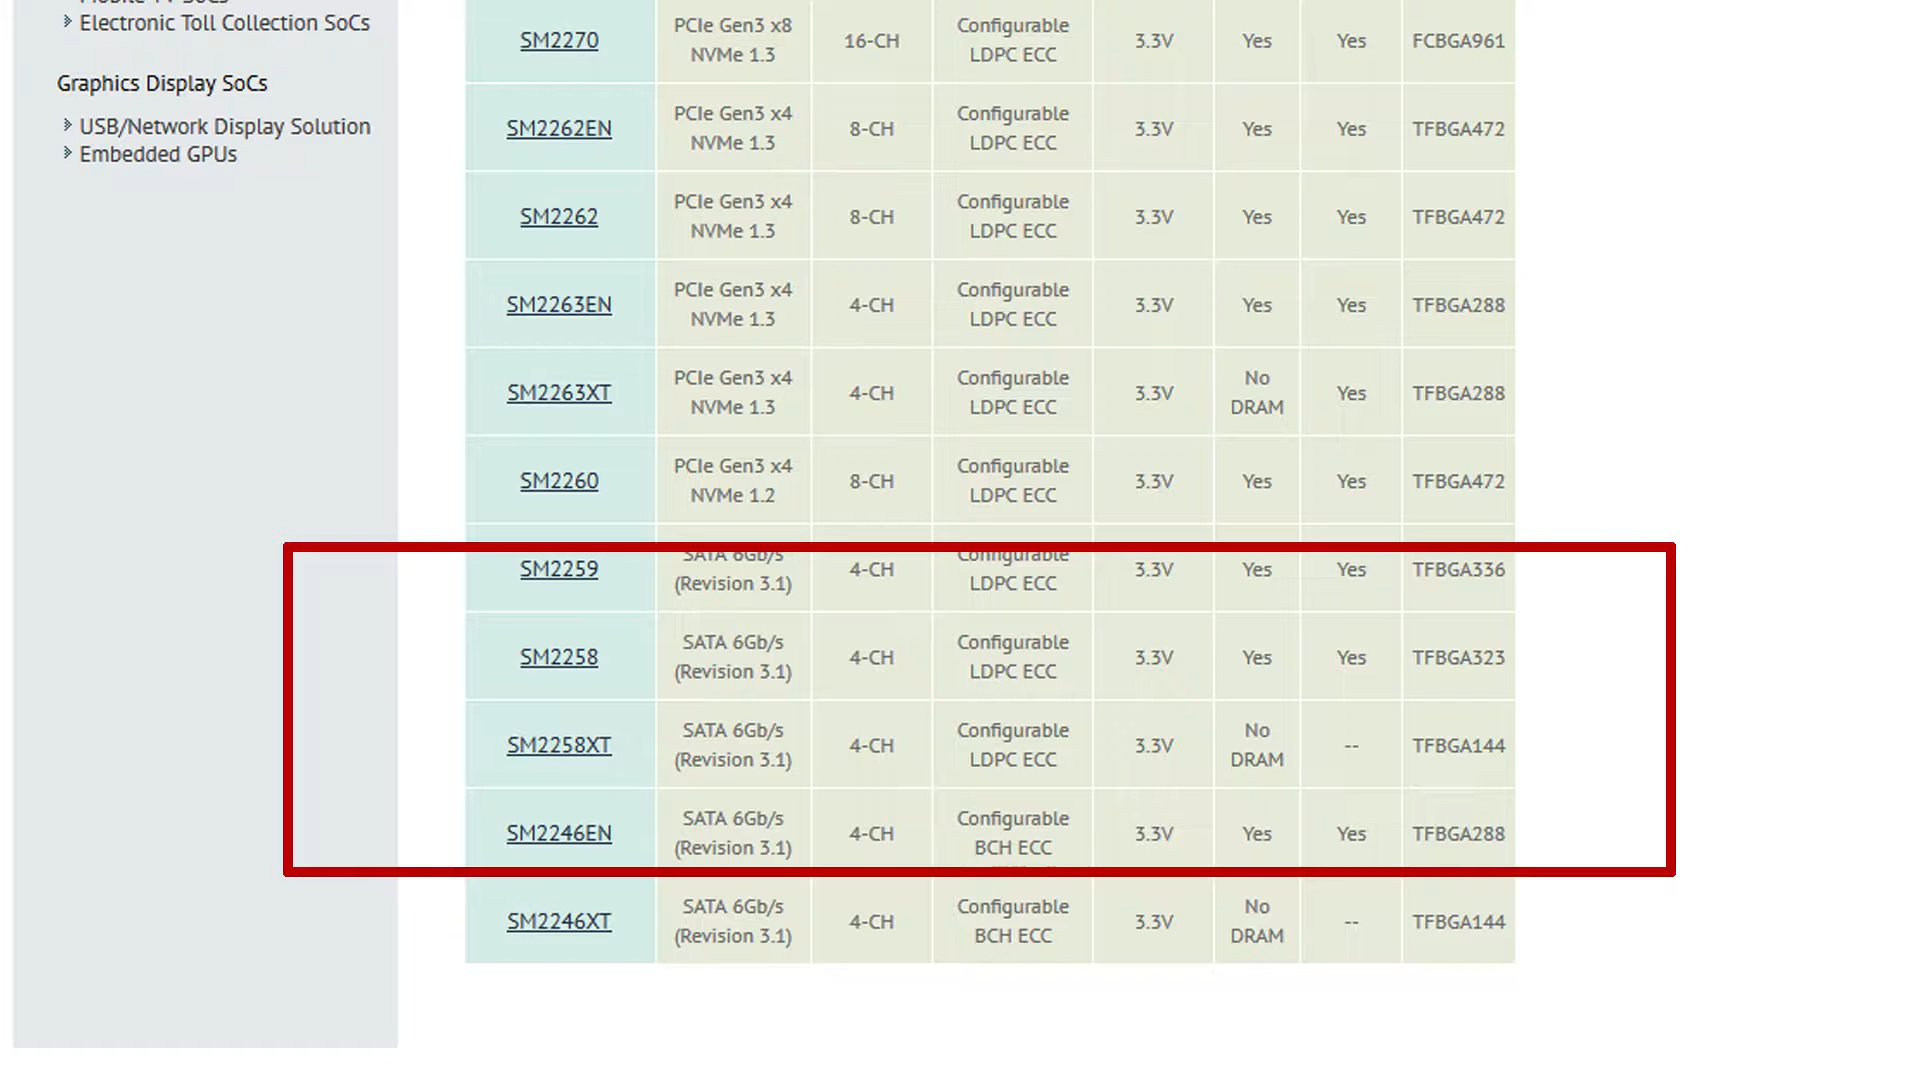 Electronic Toll Collection SoCs
Graphics Display SoCs
USB/Network Display Solution
Embedded GPUs
SM2270 PCIe Gen3 x8 NVMe 1.3 16-CH Configurable LDPC ECC 3.3V Yes Yes FCBGA961
SM2262EN PCIe Gen3 x4 NVMe 1.3 8-CH Configurable LDPC ECC 3.3V Yes Yes TFBGA472
SM2262 PCIe Gen3 x4 NVMe 1.3 8-CH Configurable LDPC ECC 3.3V Yes Yes TFBGA472
SM2263EN PCIe Gen3 x4 NVMe 1.3 4-CH Configurable LDPC ECC 3.3V Yes Yes TFBGA288
SM2263XT PCIe Gen3 x4 NVMe 1.3 4-CH Configurable LDPC ECC 3.3V No DRAM Yes TFBGA288
SM2260 PCIe Gen3 x4 NVMe 1.2 8-CH Configurable LDPC ECC 3.3V Yes Yes TFBGA472
SM2259 SATA 6Gb/s (Revision 3.1) 4-CH Configurable LDPC ECC 3.3V Yes Yes TFBGA336
SM2258 SATA 6Gb/s (Revision 3.1) 4-CH Configurable LDPC ECC 3.3V Yes Yes TFBGA323
SM2258XT SATA 6Gb/s (Revision 3.1) 4-CH Configurable LDPC ECC 3.3V No DRAM -- TFBGA144
SM2246EN SATA 6Gb/s (Revision 3.1) 4-CH Configurable BCH ECC 3.3V Yes Yes TFBGA288
SM2246XT SATA 6Gb/s (Revision 3.1) 4-CH Configurable BCH ECC 3.3V No DRAM -- TFBGA144